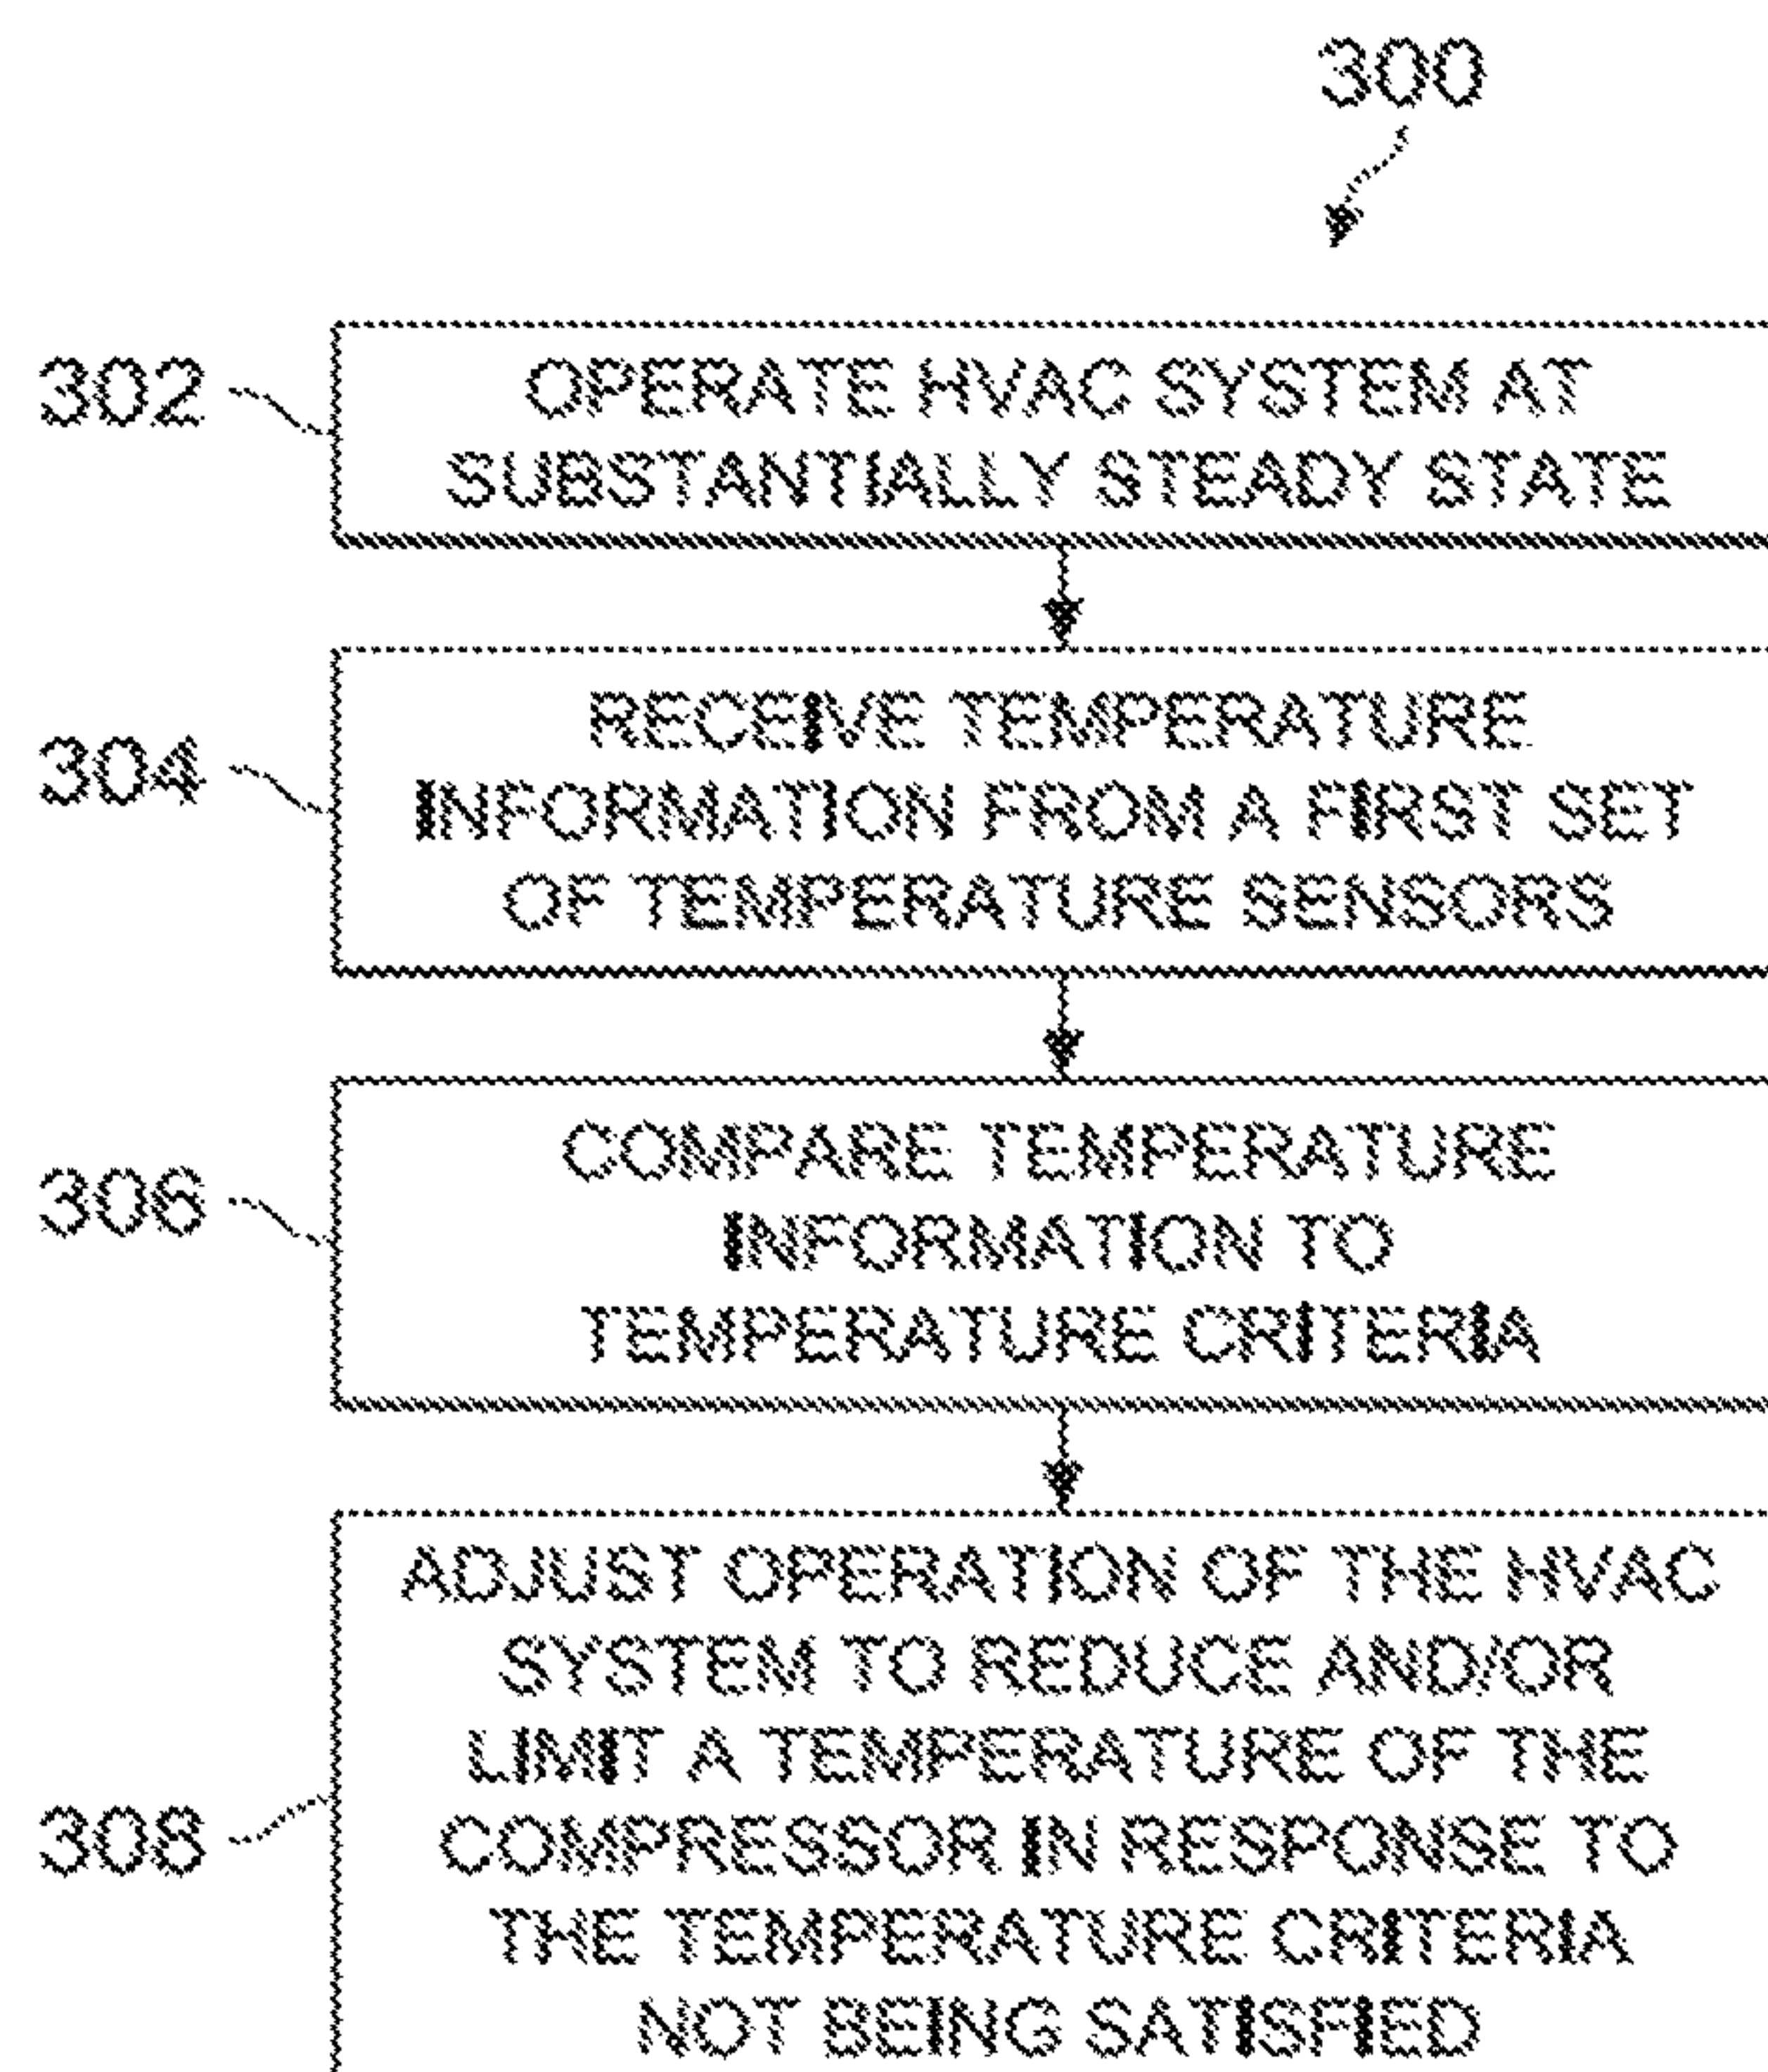 300
302
OPERATE HVAC SYSTEM AT
SUBSTANTIALLY STEADY STATE
304
RECEIVE TEMPERATURE
INFORMATION FROM A FIRST SET
OF TEMPERATURE SENSORS
306
COMPARE TEMPERATURE
INFORMATION TO
TEMPERATURE CRITERIA
308
ADJUST OPERATION OF THE HVAC
SYSTEM TO REDUCE AND/OR
LIMIT A TEMPERATURE OF THE
COMPRESSOR IN RESPONSE TO
THE TEMPERATURE CRITERIA
NOT BEING SATISFIED